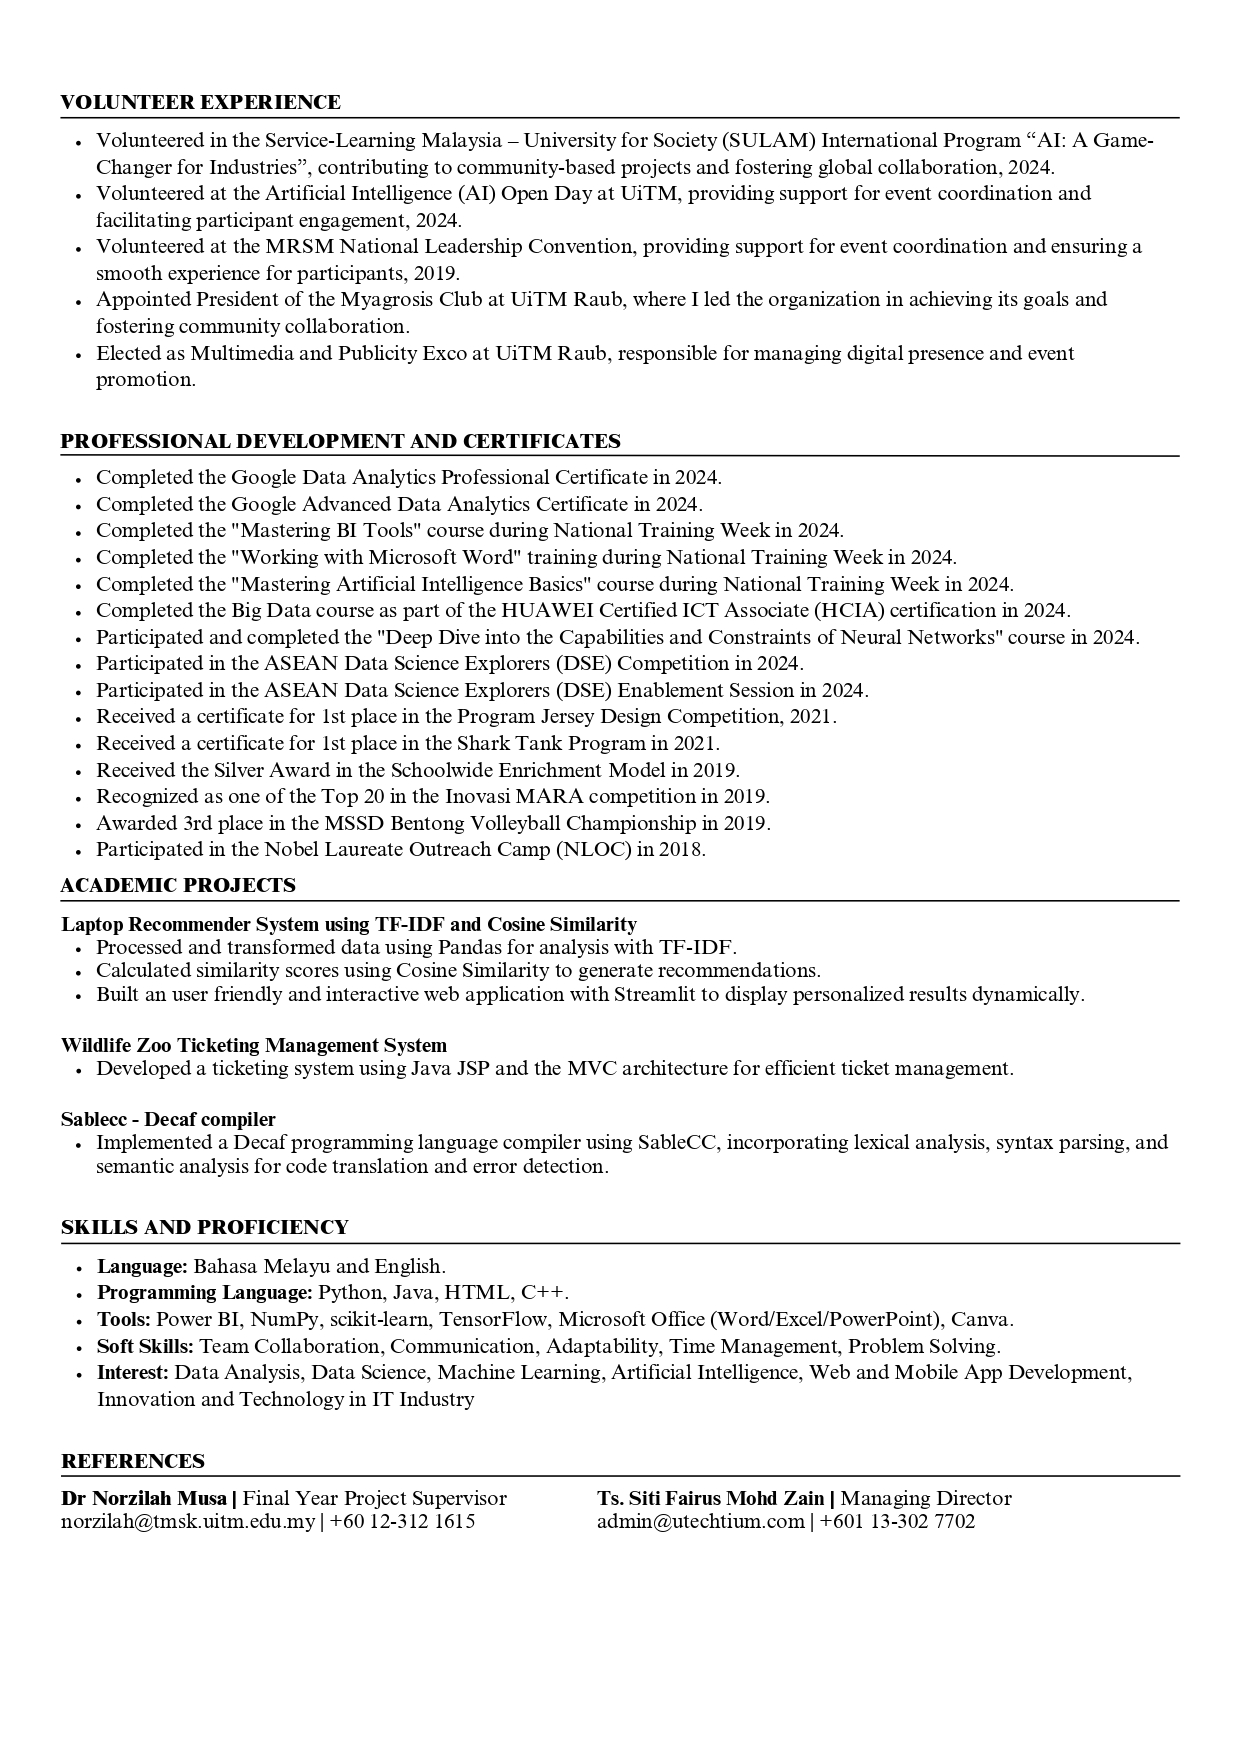 VOLUNTEER EXPERIENCE
• Volunteered in the Service-Learning Malaysia – University for Society (SULAM) International Program “AI: A Game-
Changer for Industries”, contributing to community-based projects and fostering global collaboration, 2024.
• Volunteered at the Artificial Intelligence (AI) Open Day at UiTM, providing support for event coordination and
facilitating participant engagement, 2024.
• Volunteered at the MRSM National Leadership Convention, providing support for event coordination and ensuring a
smooth experience for participants, 2019.
• Appointed President of the Myagrosis Club at UiTM Raub, where I led the organization in achieving its goals and
fostering community collaboration.
• Elected as Multimedia and Publicity Exco at UiTM Raub, responsible for managing digital presence and event
promotion.
PROFESSIONAL DEVELOPMENT AND CERTIFICATES
• Completed the Google Data Analytics Professional Certificate in 2024.
• Completed the Google Advanced Data Analytics Certificate in 2024.
• Completed the "Mastering BI Tools" course during National Training Week in 2024.
• Completed the "Working with Microsoft Word" training during National Training Week in 2024.
• Completed the "Mastering Artificial Intelligence Basics" course during National Training Week in 2024.
• Completed the Big Data course as part of the HUAWEI Certified ICT Associate (HCIA) certification in 2024.
• Participated and completed the "Deep Dive into the Capabilities and Constraints of Neural Networks" course in 2024.
• Participated in the ASEAN Data Science Explorers (DSE) Competition in 2024.
• Participated in the ASEAN Data Science Explorers (DSE) Enablement Session in 2024.
• Received a certificate for 1st place in the Program Jersey Design Competition, 2021.
• Received a certificate for 1st place in the Shark Tank Program in 2021.
• Received the Silver Award in the Schoolwide Enrichment Model in 2019.
• Recognized as one of the Top 20 in the Inovasi MARA competition in 2019.
• Awarded 3rd place in the MSSD Bentong Volleyball Championship in 2019.
• Participated in the Nobel Laureate Outreach Camp (NLOC) in 2018.
ACADEMIC PROJECTS
Laptop Recommender System using TF-IDF and Cosine Similarity
• Processed and transformed data using Pandas for analysis with TF-IDF.
• Calculated similarity scores using Cosine Similarity to generate recommendations.
• Built an user friendly and interactive web application with Streamlit to display personalized results dynamically.
Wildlife Zoo Ticketing Management System
• Developed a ticketing system using Java JSP and the MVC architecture for efficient ticket management.
Sablecc - Decaf compiler
• Implemented a Decaf programming language compiler using SableCC, incorporating lexical analysis, syntax parsing, and
semantic analysis for code translation and error detection.
SKILLS AND PROFICIENCY
• Language: Bahasa Melayu and English.
• Programming Language: Python, Java, HTML, C++.
• Tools: Power BI, NumPy, scikit-learn, TensorFlow, Microsoft Office (Word/Excel/PowerPoint), Canva.
• Soft Skills: Team Collaboration, Communication, Adaptability, Time Management, Problem Solving.
• Interest: Data Analysis, Data Science, Machine Learning, Artificial Intelligence, Web and Mobile App Development,
Innovation and Technology in IT Industry
REFERENCES
Dr Norzilah Musa | Final Year Project Supervisor
norzilah@tmsk.uitm.edu.my | +60 12-312 1615
Ts. Siti Fairus Mohd Zain | Managing Director
admin@utechtium.com | +601 13-302 7702